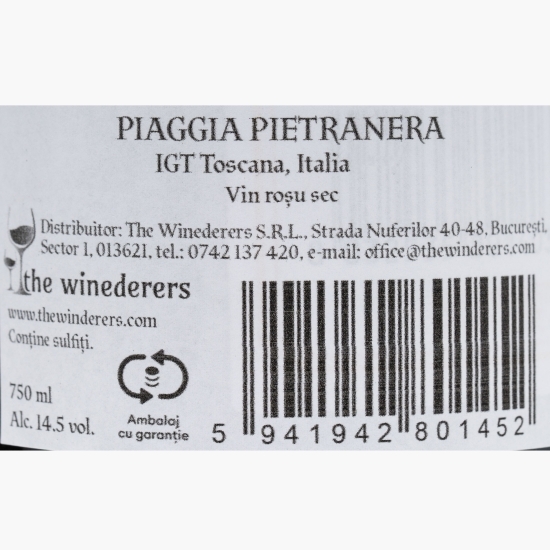 PIAGGIA PIETRANERA
IGT Toscana, Italia
Vin roșu sec
Distribuitor: The Winederers S.R.L., Strada Nuferilor 40-48, București,
Sector 1, 013621, tel.: 0742 137 420, e-mail: office@thewinderers.com
the winederers
www.thewinderers.com
Conține sulfiți.
750 ml
Alc. 14.5 vol.
Ambalaj
cu garanție
5 941942 801452